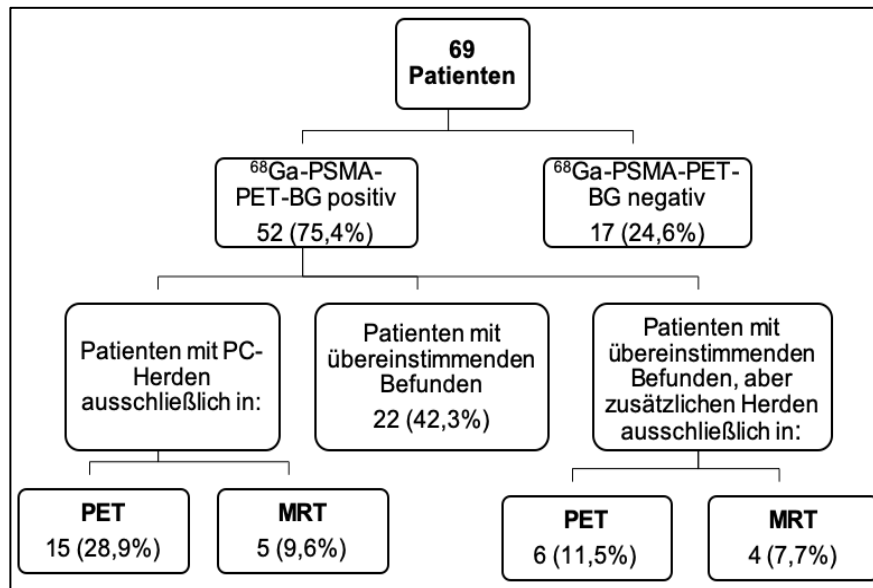 69
Patienten
⁶⁸Ga-PSMA-
PET-BG positiv
52 (75,4%)
⁶⁸Ga-PSMA-PET-
BG negativ
17 (24,6%)
Patienten mit PC-
Herden
ausschließlich in:
Patienten mit
übereinstimmenden
Befunden
22 (42,3%)
Patienten mit
übereinstimmenden
Befunden, aber
zusätzlichen Herden
ausschließlich in:
PET
15 (28,9%)
MRT
5 (9,6%)
PET
6 (11,5%)
MRT
4 (7,7%)